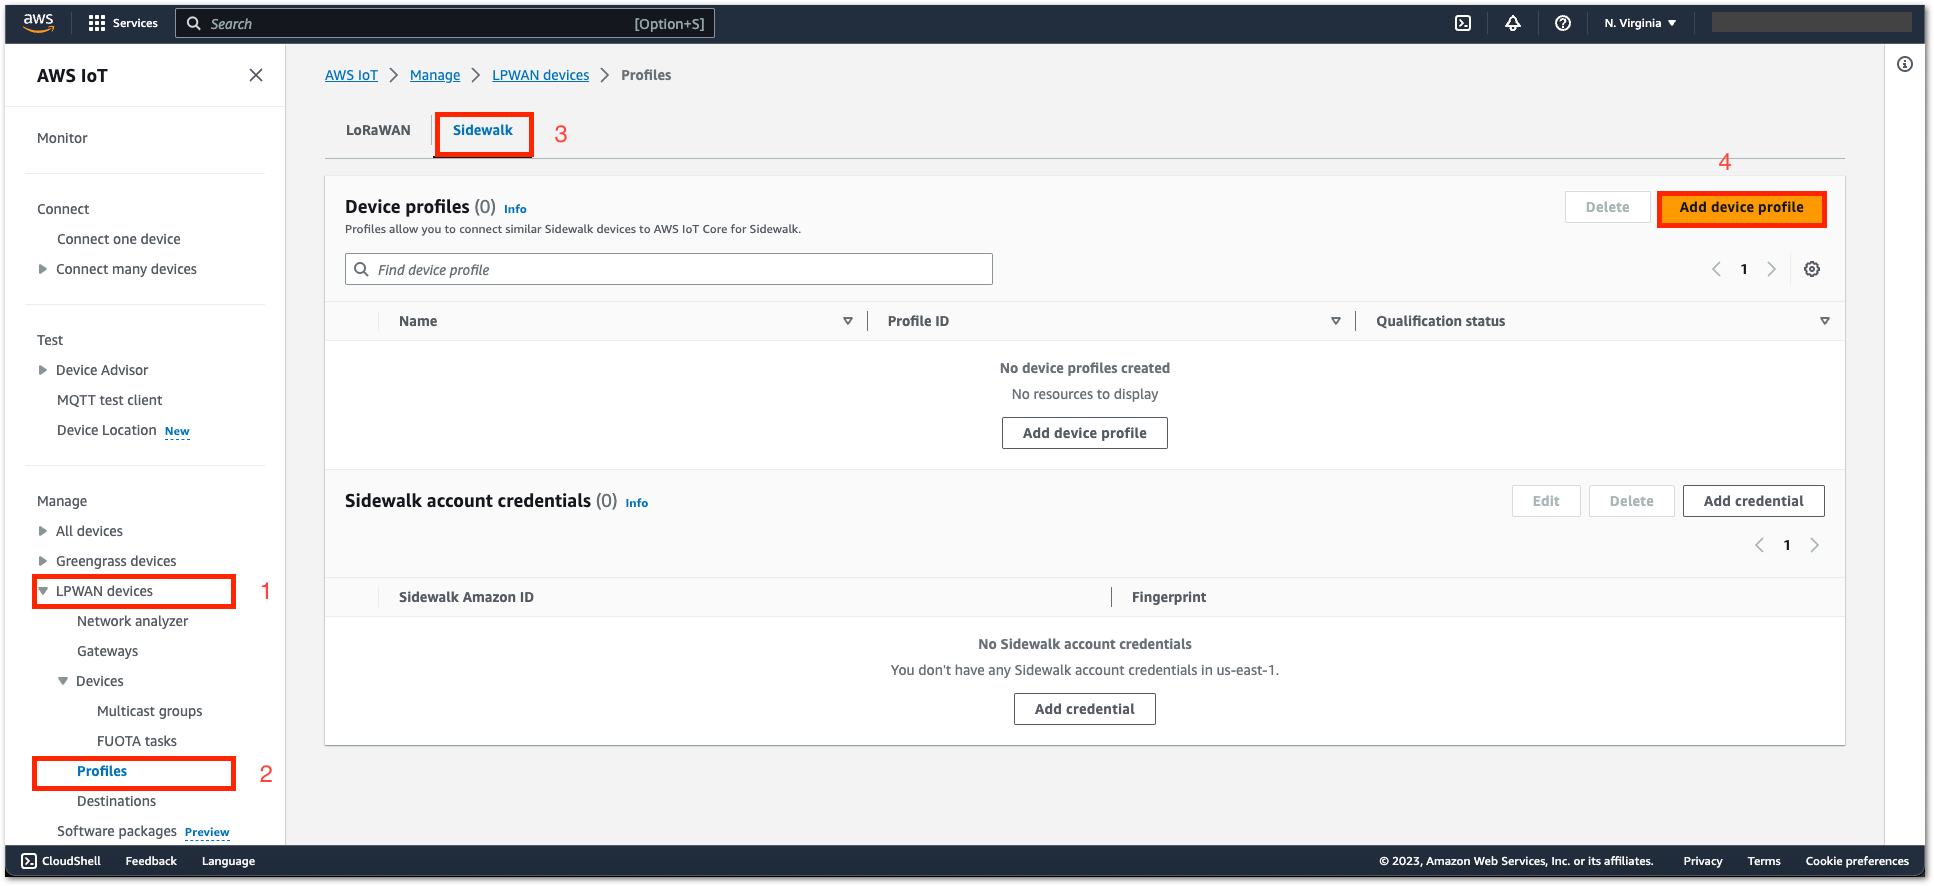 aws
Services
Search
[Option+S]
N. Virginia
AWS IoT
Monitor
Connect
Connect one device
Connect many devices
Test
Device Advisor
MQTT test client
Device Location New
Manage
All devices
Greengrass devices
LPWAN devices
1
Network analyzer
Gateways
Devices
Multicast groups
FUOTA tasks
Profiles
2
Destinations
Software packages Preview
AWS IoT > Manage > LPWAN devices > Profiles
LoRaWAN
Sidewalk
3
4
Device profiles (0) Info
Profiles allow you to connect similar Sidewalk devices to AWS IoT Core for Sidewalk.
Delete
Add device profile
Find device profile
1
Name
Profile ID
Qualification status
No device profiles created
No resources to display
Add device profile
Sidewalk account credentials (0) Info
Edit
Delete
Add credential
1
Sidewalk Amazon ID
Fingerprint
No Sidewalk account credentials
You don't have any Sidewalk account credentials in us-east-1.
Add credential
CloudShell
Feedback
Language
© 2023, Amazon Web Services, Inc. or its affiliates.
Privacy
Terms
Cookie preferences